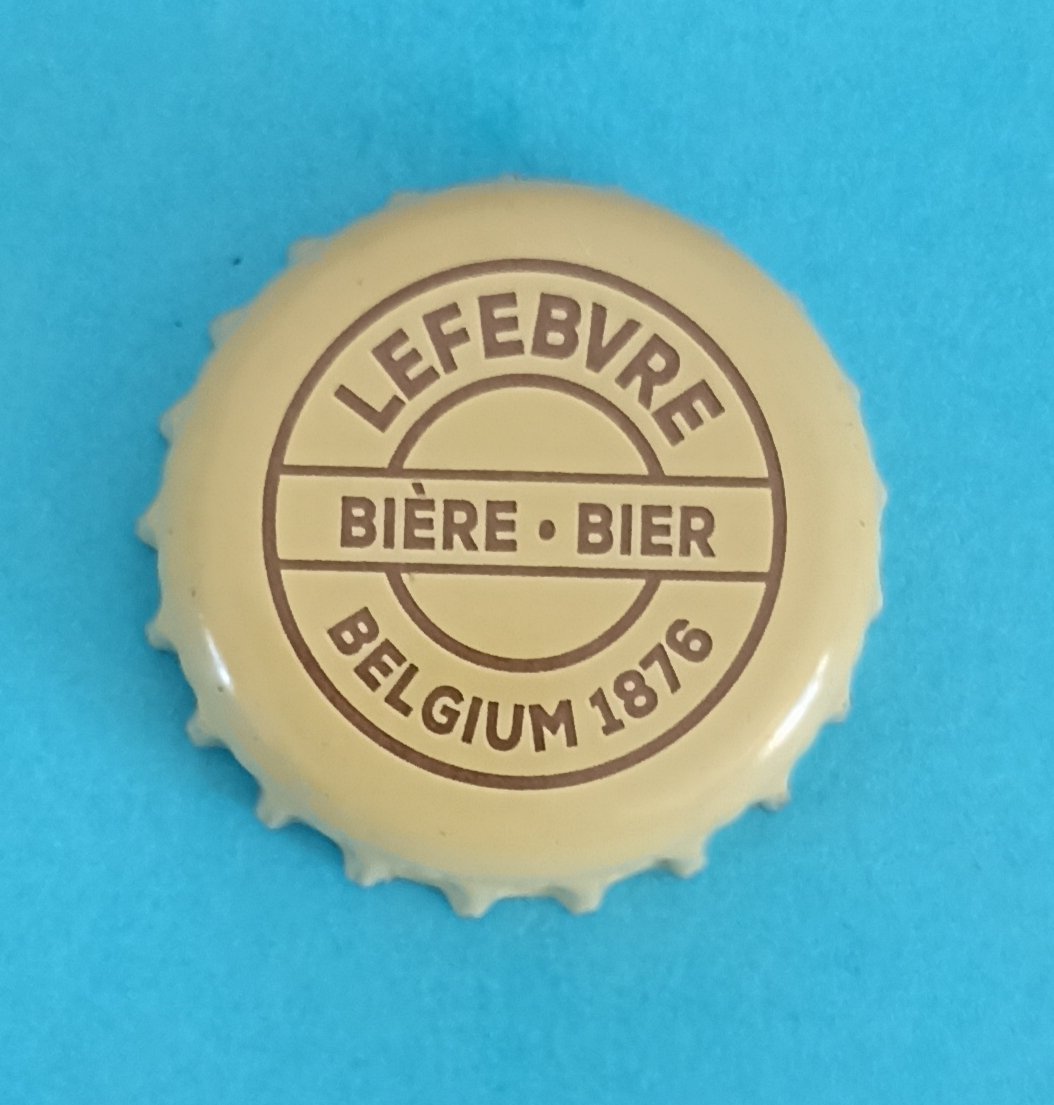 LEFEBVRE
BIÈRE • BIER
BELGIUM 1876